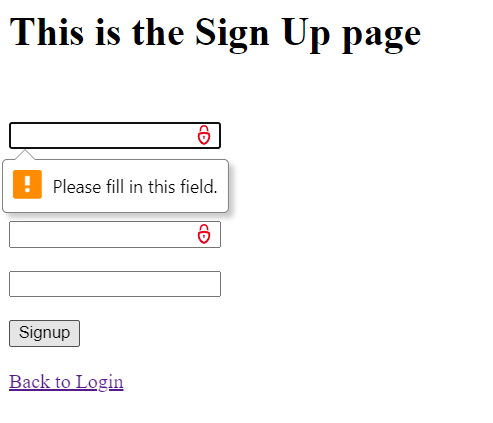 This is the Sign Up page
Please fill in this field.
Signup
Back to Login